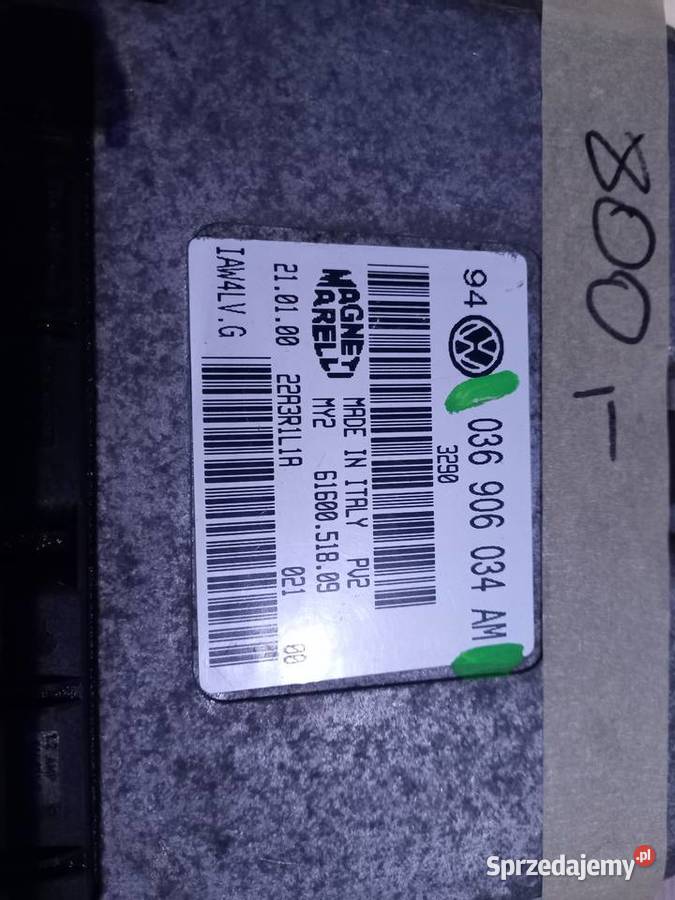 800,-
94 036 906 034 AM
3290
MAGNETI
MARELLI
MADE IN ITALY PV2
MY2 61600.518.09
21.01.00 22A3R1L1A 021 00
IAW4LV.G
Sprzedajemy.pl